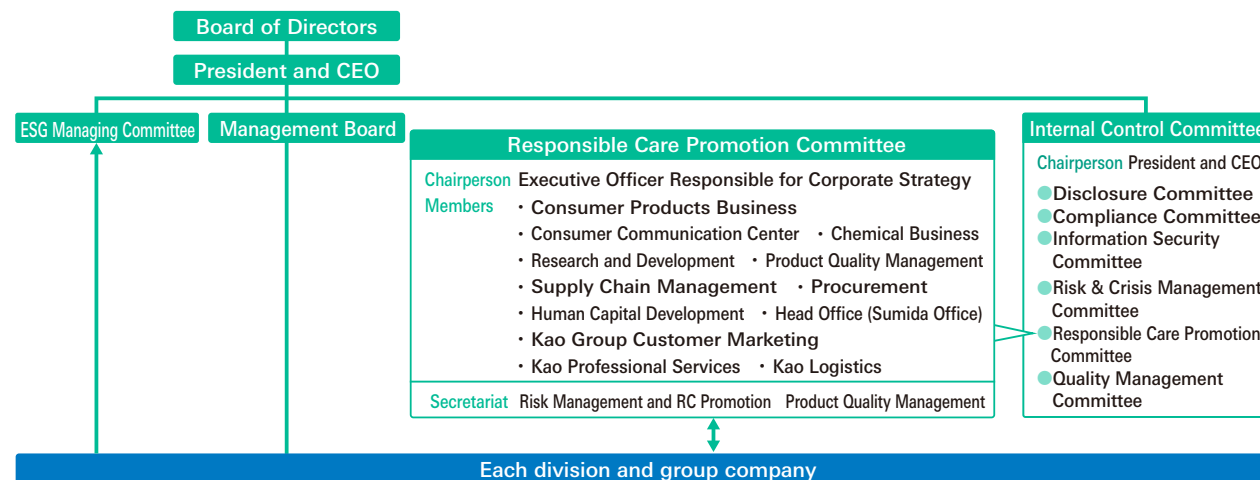 Board of Directors
President and CEO
ESG Managing Committee
Management Board
Responsible Care Promotion Committee
Chairperson Executive Officer Responsible for Corporate Strategy
Members
・Consumer Products Business
・Consumer Communication Center ・Chemical Business
・Research and Development ・Product Quality Management
・Supply Chain Management ・Procurement
・Human Capital Development ・Head Office (Sumida Office)
・Kao Group Customer Marketing
・Kao Professional Services ・Kao Logistics
Secretariat Risk Management and RC Promotion Product Quality Management
Internal Control Committee
Chairperson President and CEO
●Disclosure Committee
●Compliance Committee
●Information Security
Committee
●Risk & Crisis Management
Committee
●Responsible Care Promotion
Committee
●Quality Management
Committee
Each division and group company